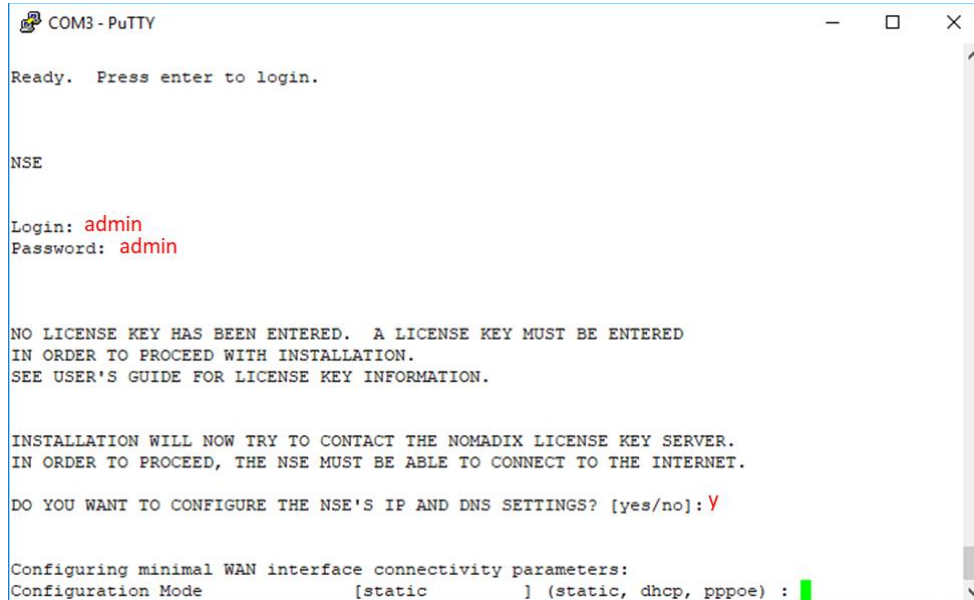 COM3 - PuTTY
Ready.  Press enter to login.
NSE
Login: admin
Password: admin
NO LICENSE KEY HAS BEEN ENTERED.  A LICENSE KEY MUST BE ENTERED
IN ORDER TO PROCEED WITH INSTALLATION.
SEE USER'S GUIDE FOR LICENSE KEY INFORMATION.
INSTALLATION WILL NOW TRY TO CONTACT THE NOMADIX LICENSE KEY SERVER.
IN ORDER TO PROCEED, THE NSE MUST BE ABLE TO CONNECT TO THE INTERNET.
DO YOU WANT TO CONFIGURE THE NSE'S IP AND DNS SETTINGS? [yes/no]: y
Configuring minimal WAN interface connectivity parameters:
Configuration Mode [static ] (static, dhcp, pppoe) :